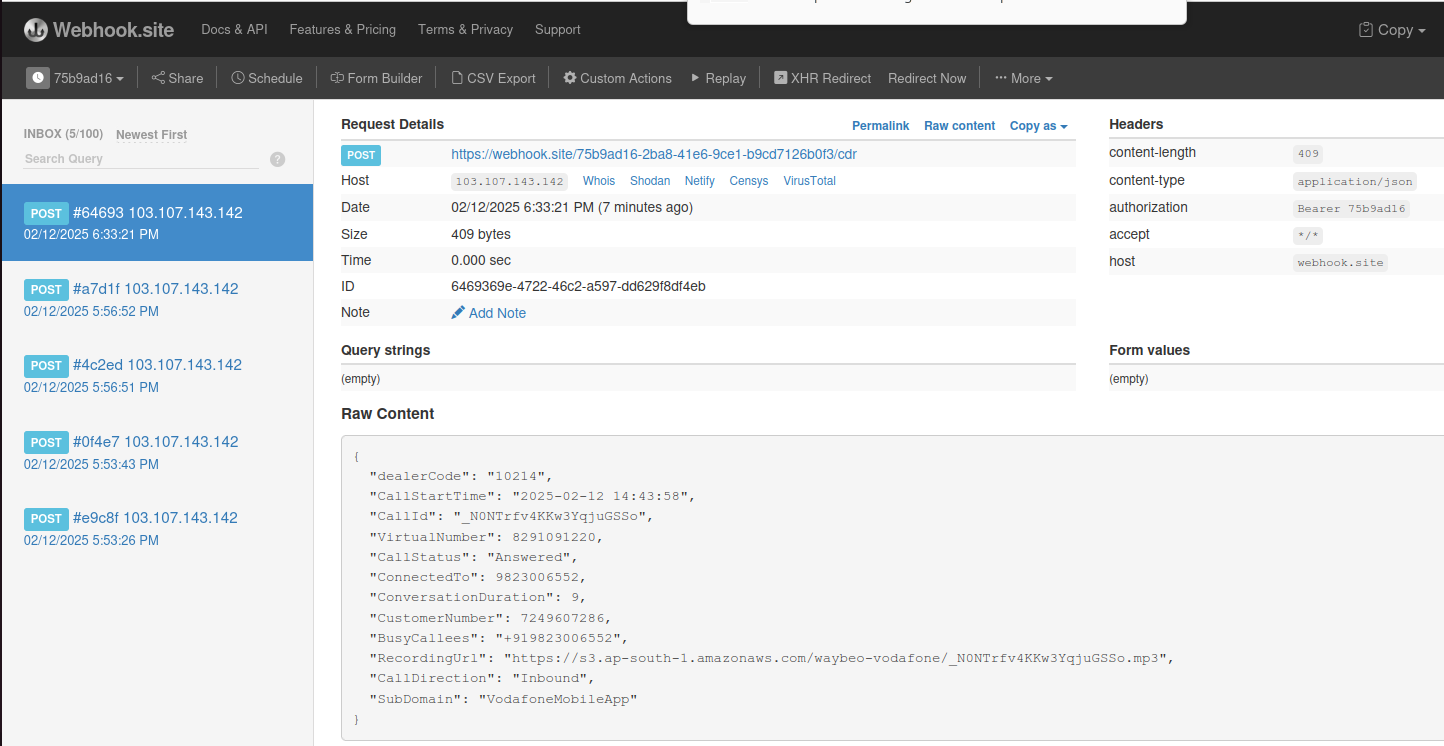 Webhook.site Docs & API Features & Pricing Terms & Privacy Support Copy
75b9ad16 Share Schedule Form Builder CSV Export Custom Actions Replay XHR Redirect Redirect Now More
INBOX (5/100) Newest First
Search Query ?
POST #64693 103.107.143.142
02/12/2025 6:33:21 PM
POST #a7d1f 103.107.143.142
02/12/2025 5:56:52 PM
POST #4c2ed 103.107.143.142
02/12/2025 5:56:51 PM
POST #0f4e7 103.107.143.142
02/12/2025 5:53:43 PM
POST #e9c8f 103.107.143.142
02/12/2025 5:53:26 PM
Request Details Permalink Raw content Copy as
POST https://webhook.site/75b9ad16-2ba8-41e6-9ce1-b9cd7126b0f3/cdr
Host 103.107.143.142 Whois Shodan Netify Censys VirusTotal
Date 02/12/2025 6:33:21 PM (7 minutes ago)
Size 409 bytes
Time 0.000 sec
ID 6469369e-4722-46c2-a597-dd629f8df4eb
Note Add Note
Headers
content-length 409
content-type application/json
authorization Bearer 75b9ad16
accept */*
host webhook.site
Query strings
(empty)
Form values
(empty)
Raw Content
{
"dealerCode": "10214",
"CallStartTime": "2025-02-12 14:43:58",
"CallId": "_N0NTrfv4KKw3YqjuGSSo",
"VirtualNumber": 8291091220,
"CallStatus": "Answered",
"ConnectedTo": 9823006552,
"ConversationDuration": 9,
"CustomerNumber": 7249607286,
"BusyCallees": "+919823006552",
"RecordingUrl": "https://s3.ap-south-1.amazonaws.com/waybeo-vodafone/_N0NTrfv4KKw3YqjuGSSo.mp3",
"CallDirection": "Inbound",
"SubDomain": "VodafoneMobileApp"
}